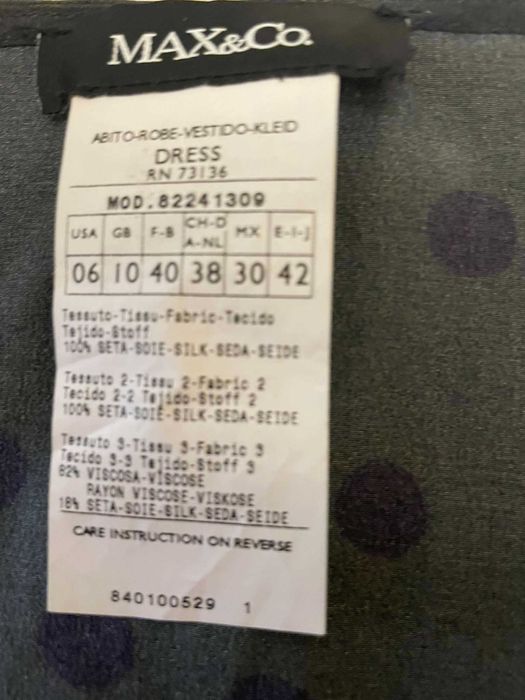 MAX&Co.
ABITO-ROBE-VESTIDO-KLEID
DRESS
RN 73136
MOD.82241309
USA GB F-B CH-D A-NL MX E-I-J
06 10 40 38 30 42
Tessuto-Tissu-Fabric-Tecido
Tejido-Stoff
100% SETA-SOIE-SILK-SEDA-SEIDE
Tessuto 2-Tissu 2-Fabric 2
Tecido 2-2 Tejido-Stoff 2
100% SETA-SOIE-SILK-SEDA-SEIDE
Tessuto 3-Tissu 3-Fabric 3
Tecido 3-3 Tejido-Stoff 3
82% VISCOSA-VISCOSE
RAYON VISCOSE-VISKOSE
18% SETA-SOIE-SILK-SEDA-SEIDE
CARE INSTRUCTION ON REVERSE
840100529 1